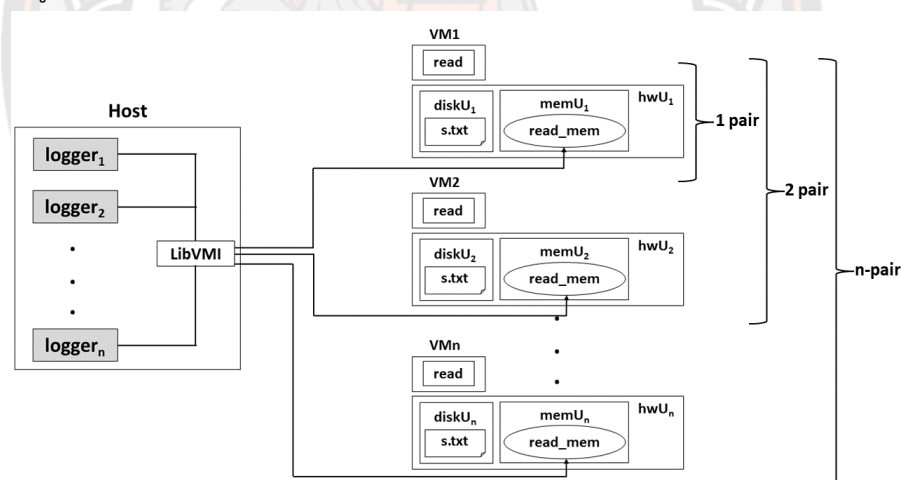 Host
logger1
logger2
loggern
LibVMI
VM1
read
diskU1
s.txt
memU1
read_mem
hwU1
1 pair
VM2
read
diskU2
s.txt
memU2
read_mem
hwU2
2 pair
VMn
read
diskUn
s.txt
memUn
read_mem
hwUn
n-pair